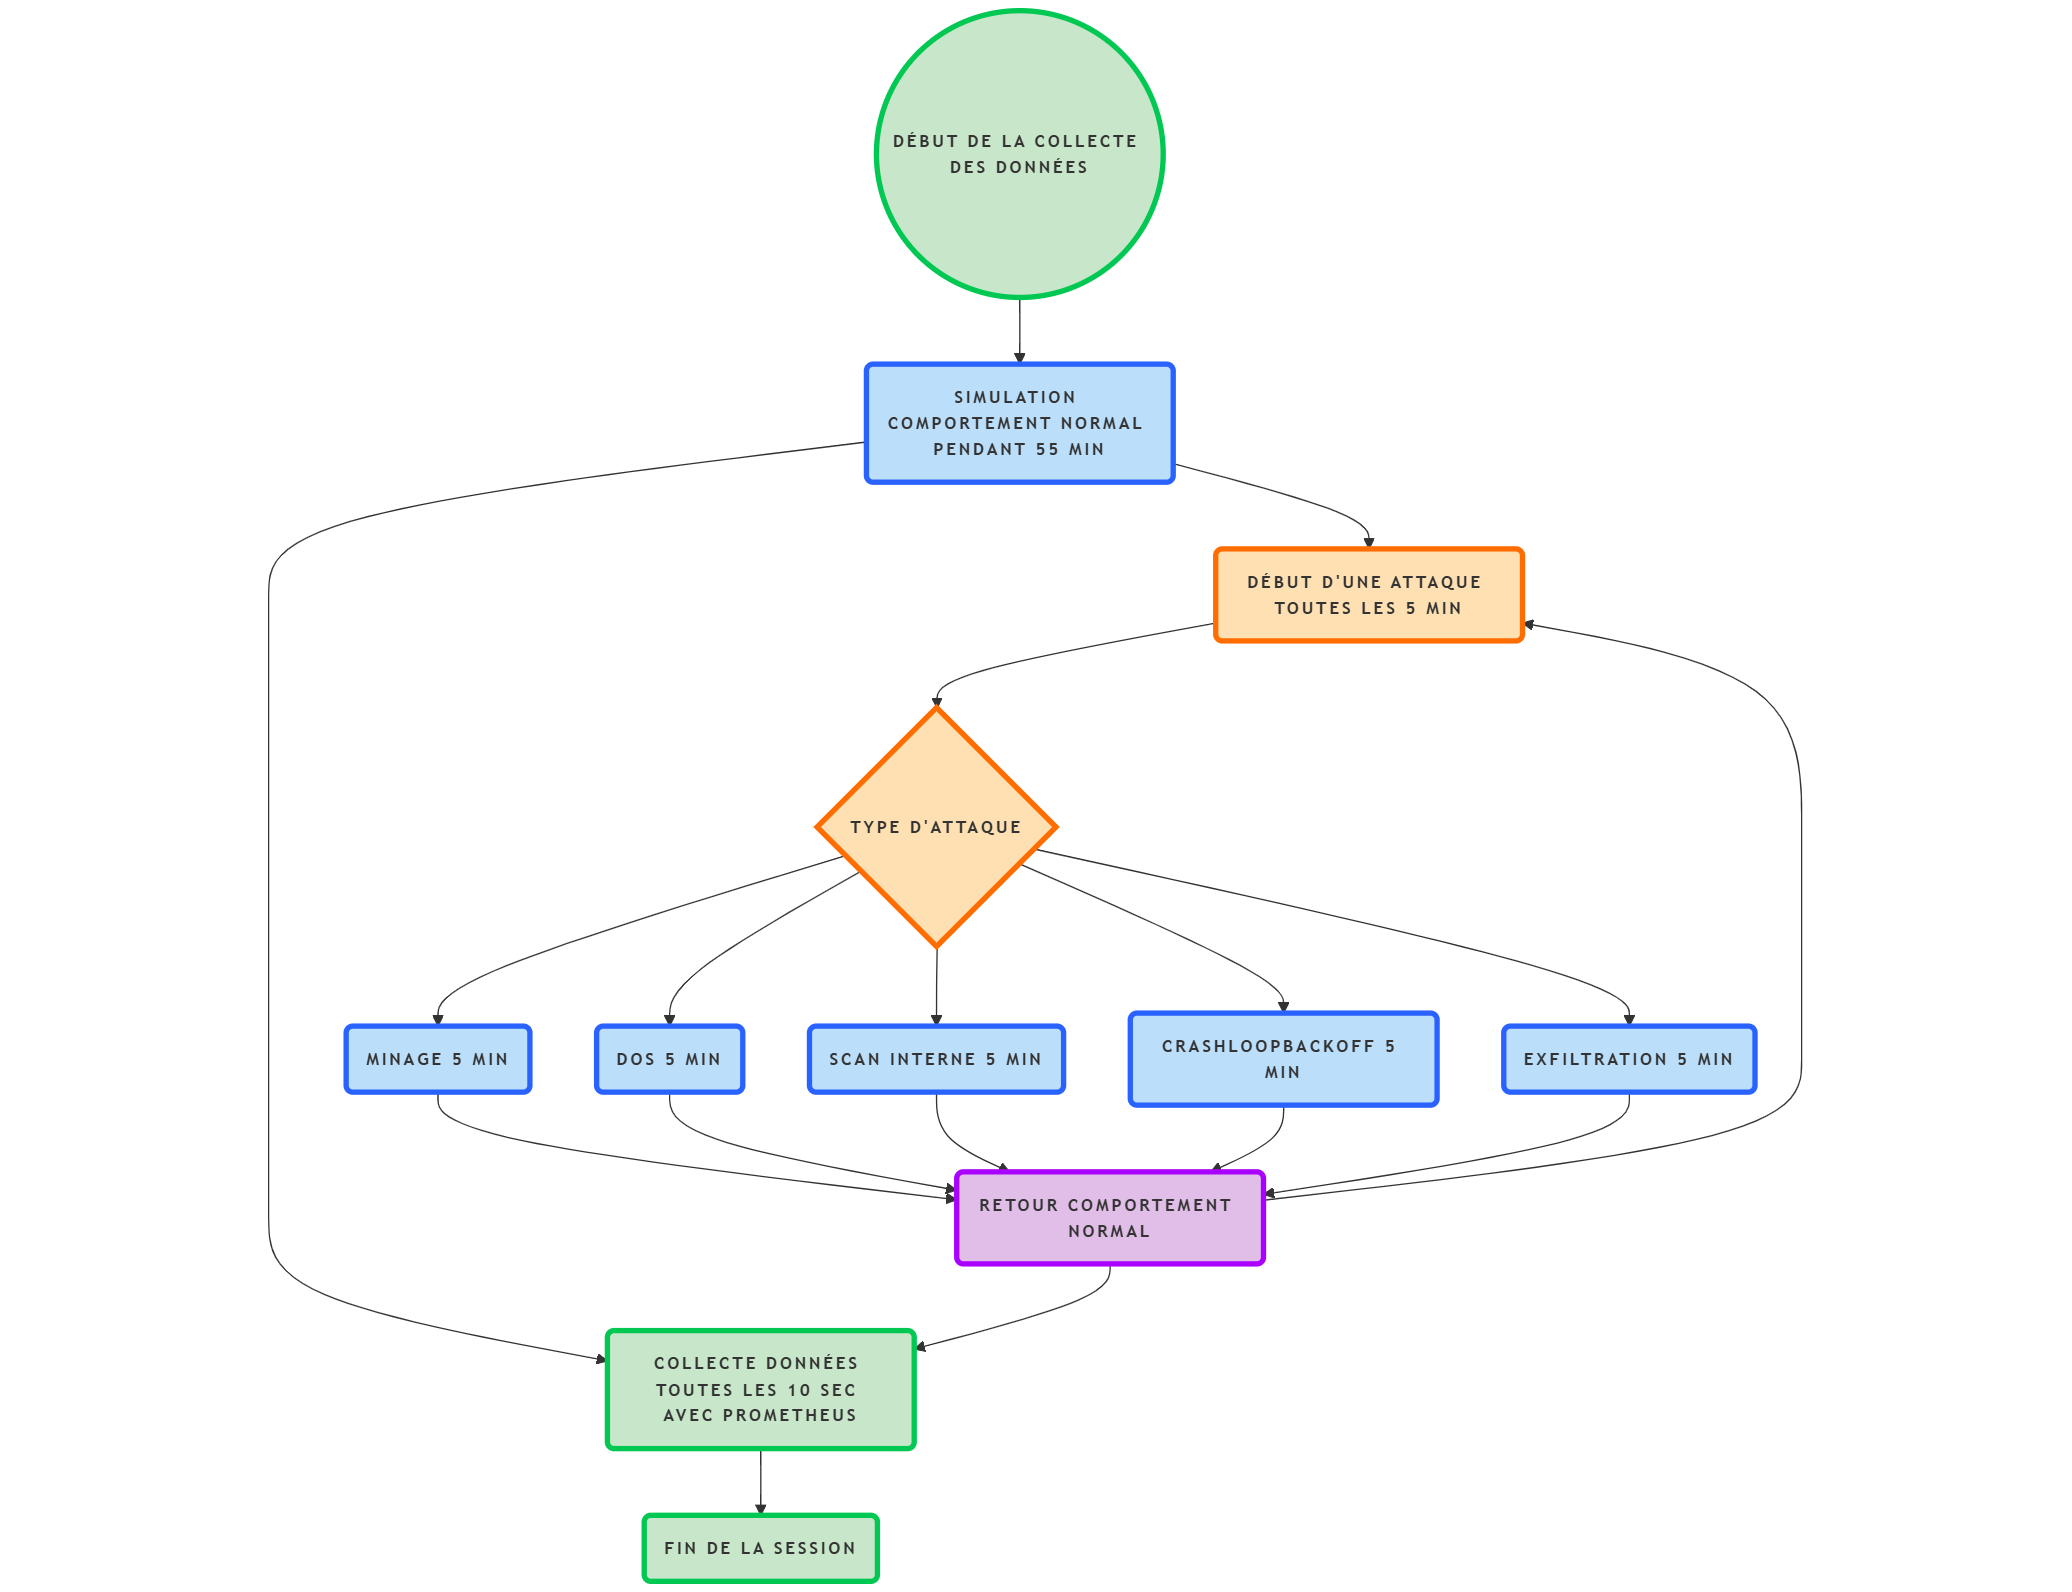 DÉBUT DE LA COLLECTE
DES DONNÉES
SIMULATION
COMPORTEMENT NORMAL
PENDANT 55 MIN
DÉBUT D'UNE ATTAQUE
TOUTES LES 5 MIN
TYPE D'ATTAQUE
MINAGE 5 MIN
DOS 5 MIN
SCAN INTERNE 5 MIN
CRASHLOOPBACKOFF 5
MIN
EXFILTRATION 5 MIN
RETOUR COMPORTEMENT
NORMAL
COLLECTE DONNÉES
TOUTES LES 10 SEC
AVEC PROMETHEUS
FIN DE LA SESSION